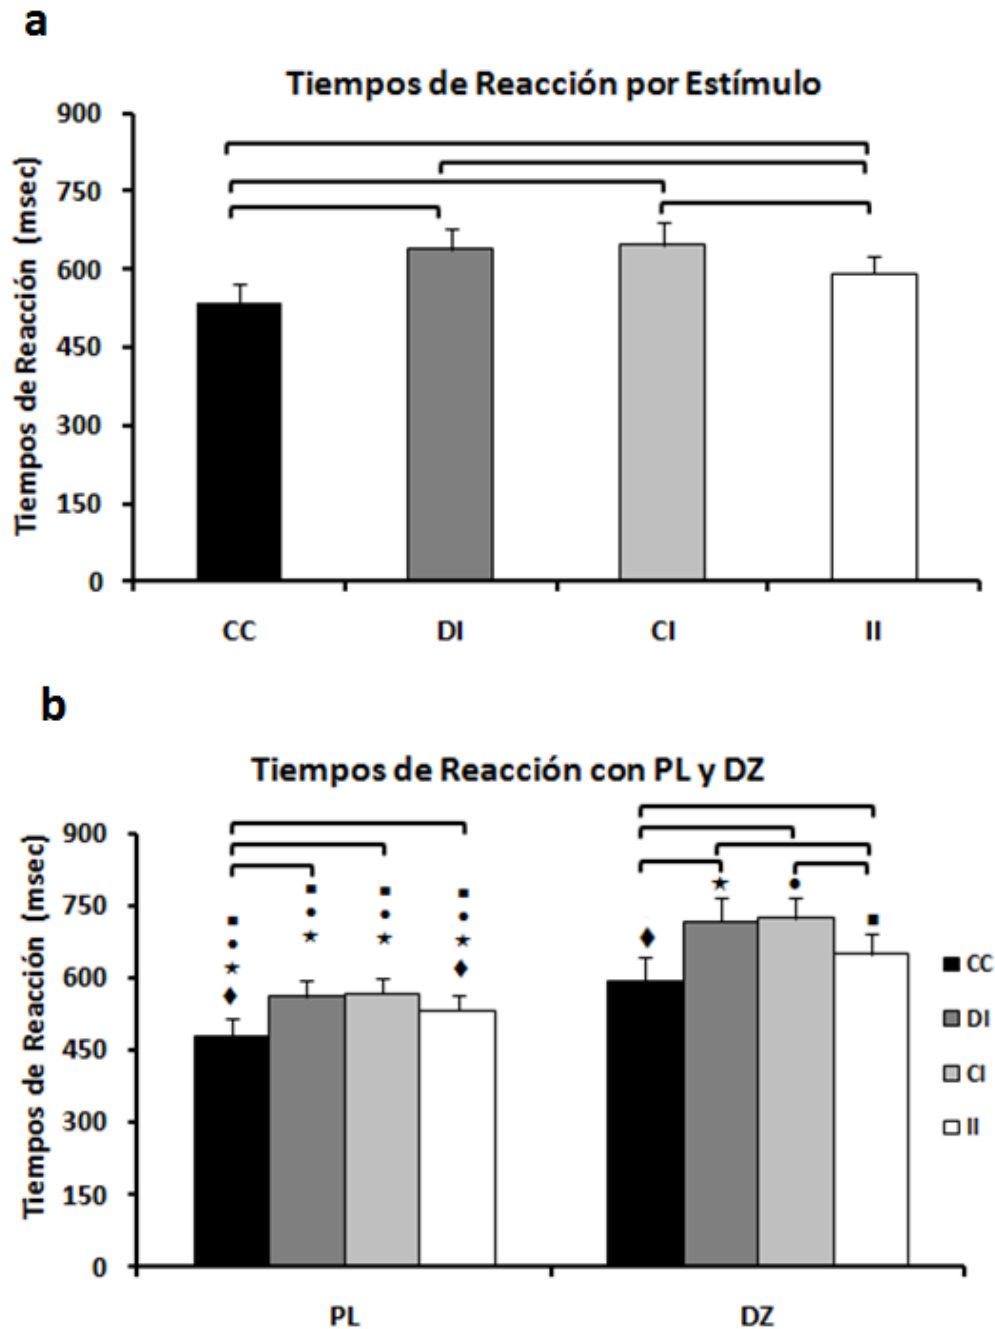 a
Tiempos de Reacción por Estímulo
Tiempos de Reacción (msec)
900
750
600
450
300
150
0
CC DI CI II
b
Tiempos de Reacción con PL y DZ
Tiempos de Reacción (msec)
900
750
600
450
300
150
0
PL DZ
CC
DI
CI
II